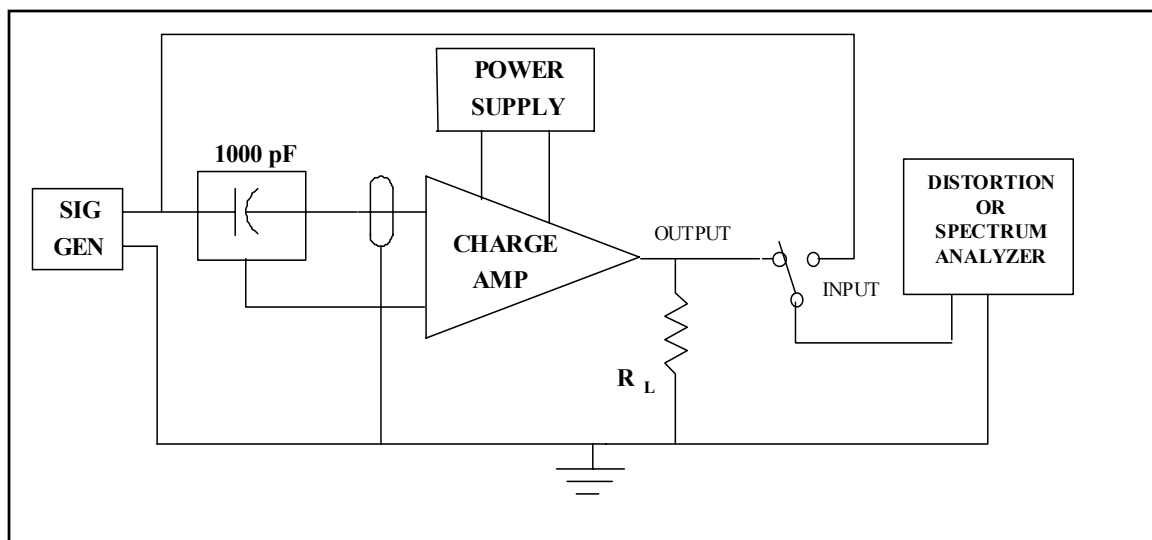 POWER
SUPPLY
1000 pF
SIG
GEN
CHARGE
AMP
OUTPUT
INPUT
R L
DISTORTION
OR
SPECTRUM
ANALYZER